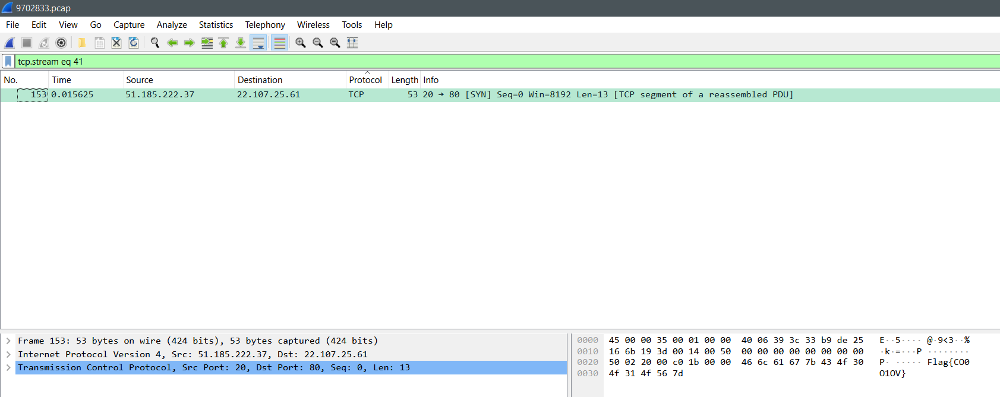 9702833.pcap
File Edit View Go Capture Analyze Statistics Telephony Wireless Tools Help
tcp.stream eq 41
No. Time Source Destination Protocol Length Info
153 0.015625 51.185.222.37 22.107.25.61 TCP 53 20 → 80 [SYN] Seq=0 Win=8192 Len=13 [TCP segment of a reassembled PDU]
Frame 153: 53 bytes on wire (424 bits), 53 bytes captured (424 bits)
Internet Protocol Version 4, Src: 51.185.222.37, Dst: 22.107.25.61
Transmission Control Protocol, Src Port: 20, Dst Port: 80, Seq: 0, Len: 13
0000 45 00 00 35 00 01 00 00 40 06 39 3c 33 b9 de 25 E··5···· @·9<3··%
0010 16 6b 19 3d 00 14 00 50 00 00 00 00 00 00 00 00 ·k·=···P ········
0020 50 02 20 00 c0 1b 00 00 46 6c 61 67 7b 43 4f 30 P· ····· Flag{CO0
0030 4f 31 4f 56 7d O1OV}